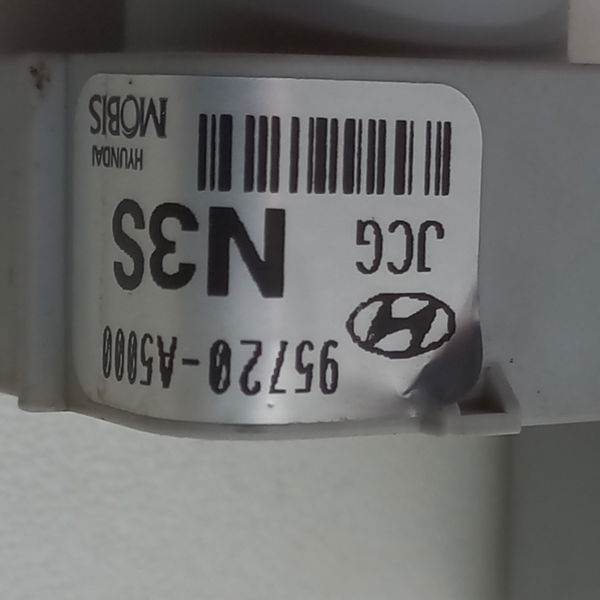 95720-A5000
JCG N3S
HYUNDAI
MOBIS